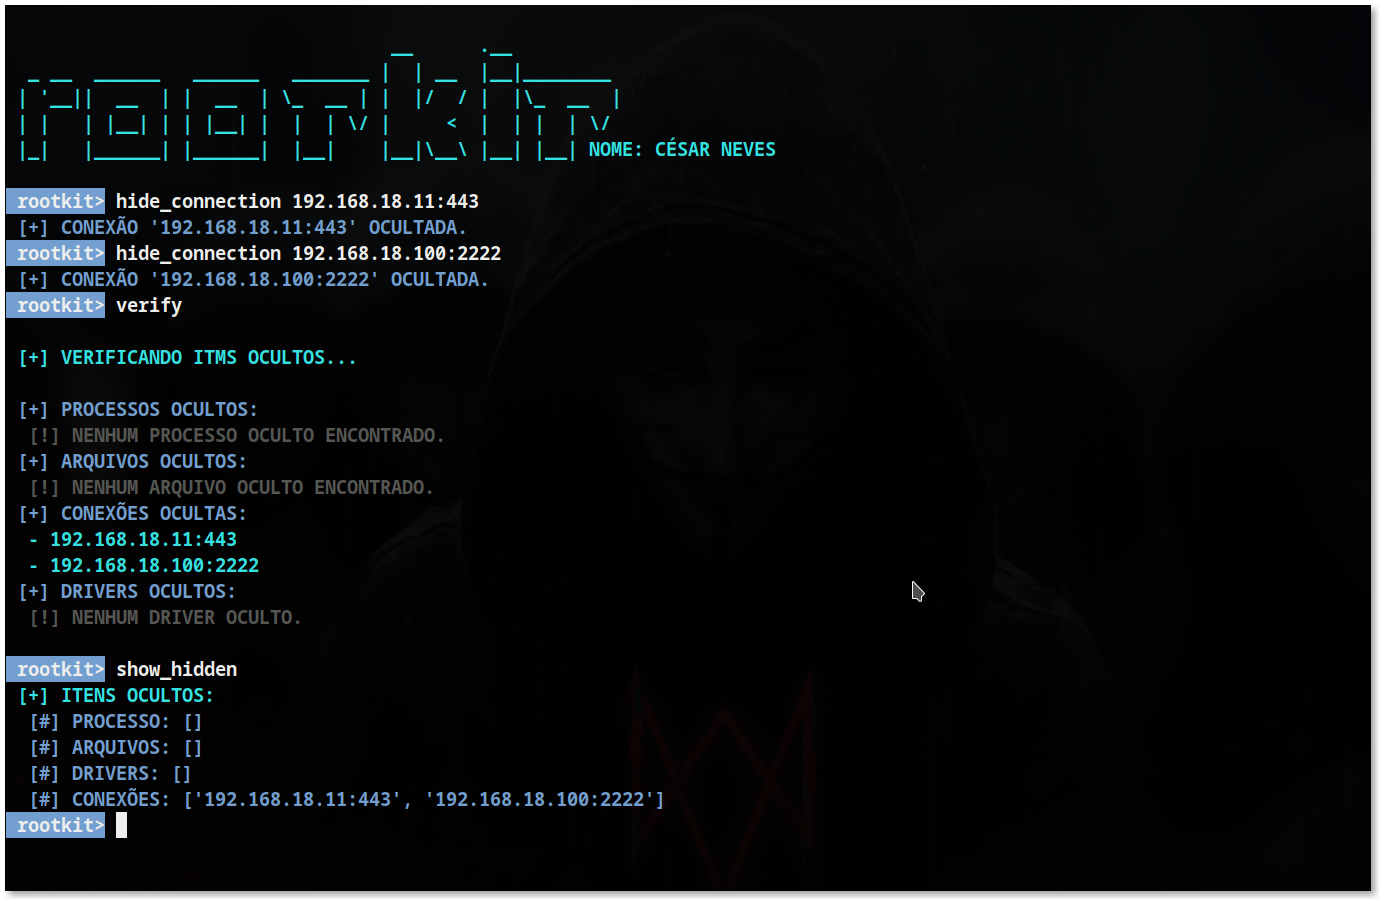 rootkit NOME: CÉSAR NEVES
rootkit> hide_connection 192.168.18.11:443
[+] CONEXÃO '192.168.18.11:443' OCULTADA.
rootkit> hide_connection 192.168.18.100:2222
[+] CONEXÃO '192.168.18.100:2222' OCULTADA.
rootkit> verify
[+] VERIFICANDO ITMS OCULTOS...
[+] PROCESSOS OCULTOS:
[!] NENHUM PROCESSO OCULTO ENCONTRADO.
[+] ARQUIVOS OCULTOS:
[!] NENHUM ARQUIVO OCULTO ENCONTRADO.
[+] CONEXÕES OCULTAS:
- 192.168.18.11:443
- 192.168.18.100:2222
[+] DRIVERS OCULTOS:
[!] NENHUM DRIVER OCULTO.
rootkit> show_hidden
[+] ITENS OCULTOS:
[#] PROCESSO: []
[#] ARQUIVOS: []
[#] DRIVERS: []
[#] CONEXÕES: ['192.168.18.11:443', '192.168.18.100:2222']
rootkit>